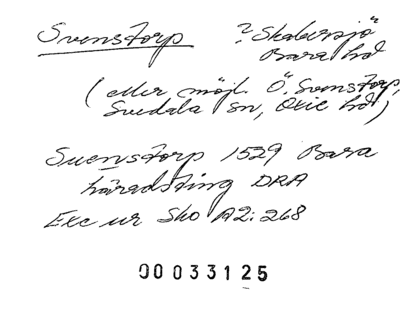 Svenstorp ? "Skabersjö"
Bara hd
(eller möjl. Ö. Svenstorp,
Svedala sn, Oxie hd,)
Suenstorp 1529 Bara
häradsting DRA
Exc ur Sko A2:268
00033125